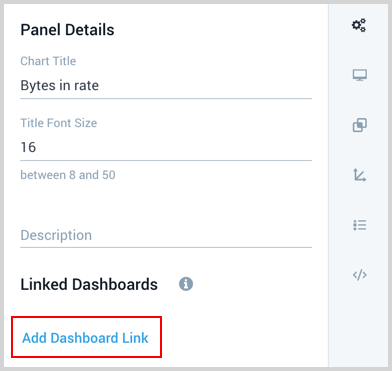 Panel Details
Chart Title
Bytes in rate
Title Font Size
16
between 8 and 50
Description
Linked Dashboards
Add Dashboard Link